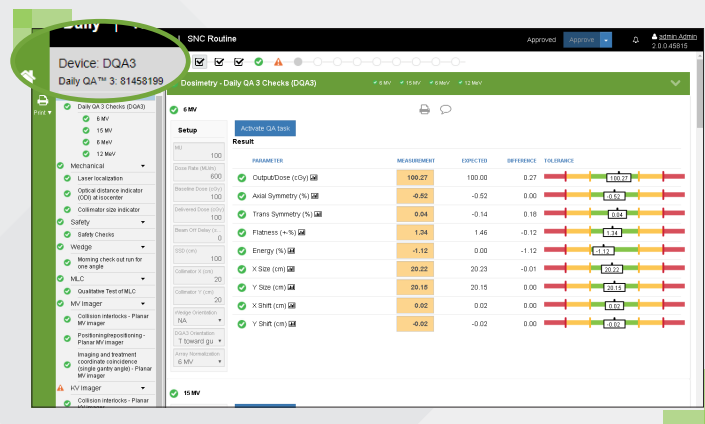 SNC Routine
Approved
Approve
admin Admin
2.0.0.45815
Device: DQA3
Daily QA™ 3: 81458199
Print
Daily QA 3 Checks (DQA3)
6 MV
15 MV
6 MeV
12 MeV
Mechanical
Laser localization
Optical distance indicator
(ODI) at isocenter
Collimator size indicator
Safety
Safety Checks
Wedge
Morning check out run for
one angle
MLC
Qualitative Test of MLC
MV Imager
Collision interlocks - Planar
MV imager
Positioning/repositioning -
Planar MV imager
Imaging and treatment
coordinate coincidence
(single gantry angle) - Planar
MV imager
KV Imager
Collision interlocks - Planar
Dosimetry - Daily QA 3 Checks (DQA3)
6 MV 15 MV 6 MeV 12 MeV
6 MV
Setup
MU
100
Dose Rate (MU/m)
600
Baseline Dose (cGy)
100
Delivered Dose (cGy)
100
Beam Off Delay (s...
0
SSD (cm)
100
Collimator X (cm)
20
Collimator Y (cm)
20
Wedge Orientation
NA
DQA3 Orientation
T toward gu
Array Normalization
6 MV
Activate QA task
Result
PARAMETER MEASUREMENT EXPECTED DIFFERENCE TOLERANCE
Output/Dose (cGy) 100.27 100.00 0.27 100.27
Axial Symmetry (%) -0.52 -0.52 0.00 -0.52
Trans Symmetry (%) 0.04 -0.14 0.18 0.04
Flatness (+-%) 1.34 1.46 -0.12 1.34
Energy (%) -1.12 0.00 -1.12 -1.12
X Size (cm) 20.22 20.23 -0.01 20.22
Y Size (cm) 20.15 20.15 0.00 20.15
X Shift (cm) 0.02 0.02 0.00 0.02
Y Shift (cm) -0.02 -0.02 0.00 -0.02
15 MV